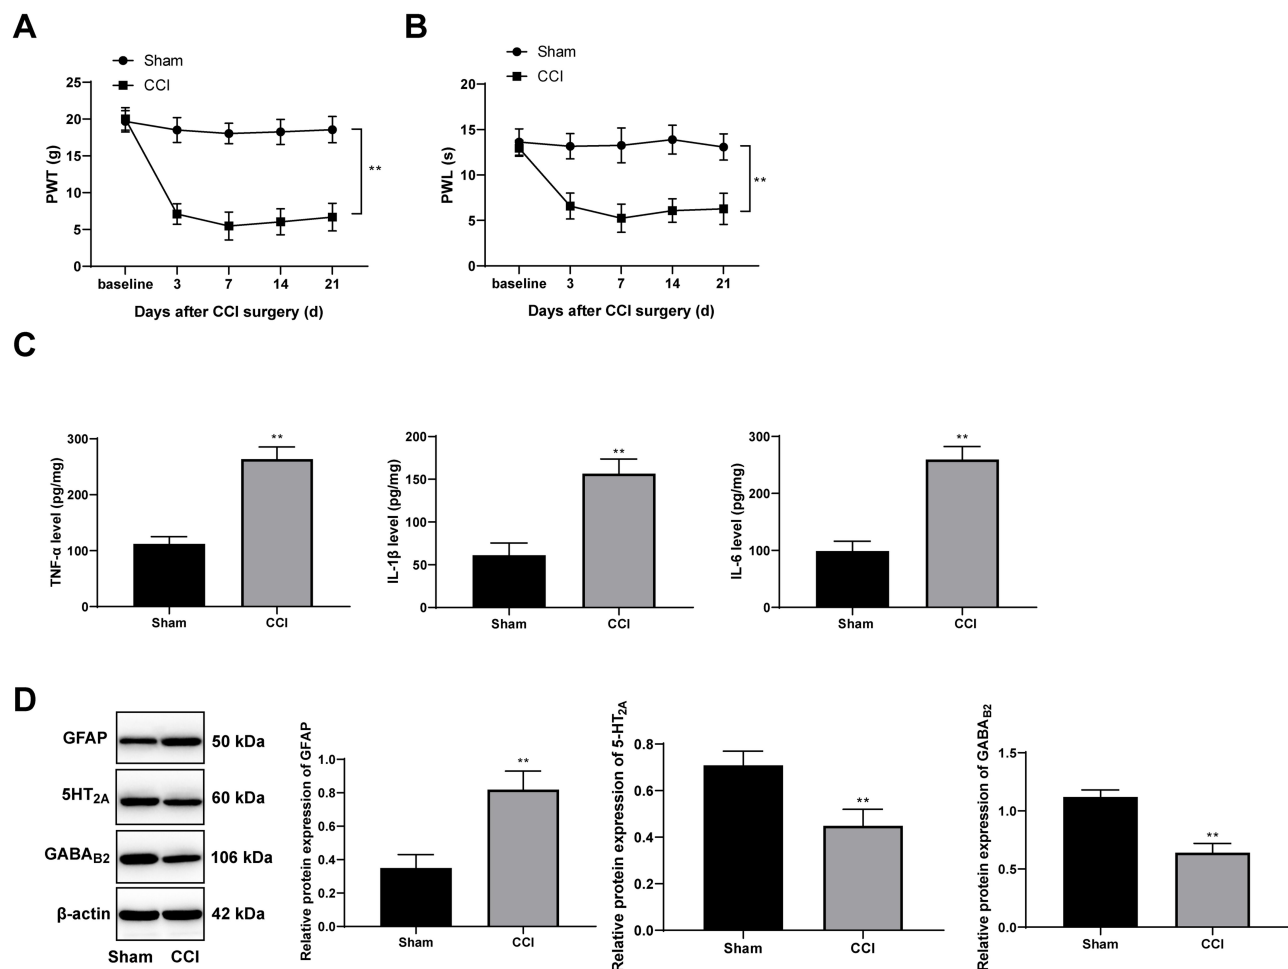 A
Sham
CCI
PWT (g)
25
20
15
10
5
0
**
baseline 3 7 14 21
Days after CCI surgery (d)
B
Sham
CCI
PWL (s)
20
15
10
5
0
**
baseline 3 7 14 21
Days after CCI surgery (d)
C
TNF-α level (pg/mg)
300
200
100
0
**
Sham CCI
IL-1β level (pg/mg)
200
150
100
50
0
**
Sham CCI
IL-6 level (pg/mg)
300
200
100
0
**
Sham CCI
D
GFAP 50 kDa
5HT2A 60 kDa
GABAB2 106 kDa
β-actin 42 kDa
Sham CCI
Relative protein expression of GFAP
1.0
0.8
0.6
0.4
0.2
0.0
**
Sham CCI
Relative protein expression of 5-HT2A
0.8
0.6
0.4
0.2
0.0
**
Sham CCI
Relative protein expression of GABAB2
1.5
1.0
0.5
0.0
**
Sham CCI